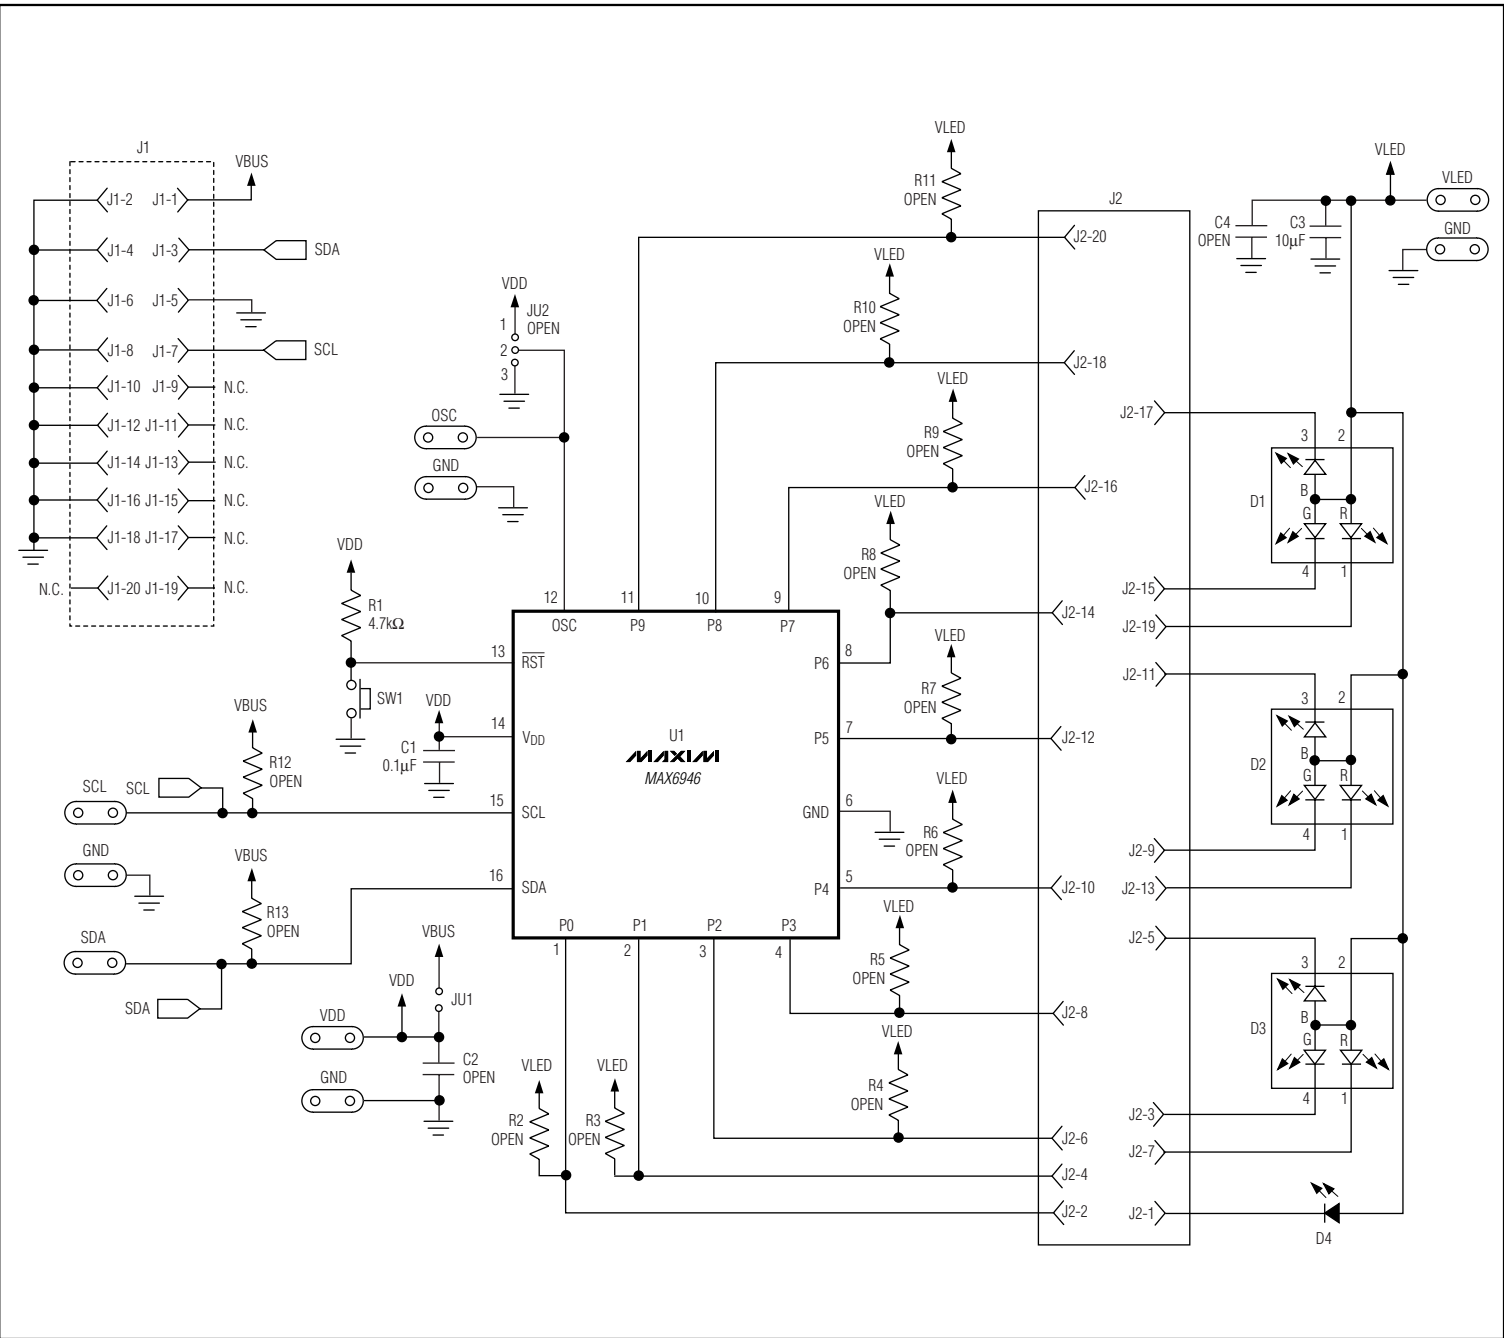 J1
VBUS
J1-2 J1-1
J1-4 J1-3 SDA
J1-6 J1-5
J1-8 J1-7 SCL
J1-10 J1-9 N.C.
J1-12 J1-11 N.C.
J1-14 J1-13 N.C.
J1-16 J1-15 N.C.
J1-18 J1-17 N.C.
N.C. J1-20 J1-19 N.C.
VDD
JU2
OPEN
1
2
3
OSC
GND
VDD
R1
4.7kΩ
SW1
VDD
C1
0.1μF
VBUS
R12
OPEN
SCL
SCL
GND
VBUS
R13
OPEN
SDA
SDA
VBUS
JU1
VDD
VDD
GND
C2
OPEN
12 11 10 9
OSC P9 P8 P7
13 RST
14 VDD
15 SCL
16 SDA
U1
MAXIM
MAX6946
P6 8
P5 7
GND 6
P4 5
P0 P1 P2 P3
1 2 3 4
VLED
R2
OPEN
VLED
R3
OPEN
VLED
R11
OPEN
VLED
R10
OPEN
VLED
R9
OPEN
VLED
R8
OPEN
VLED
R7
OPEN
VLED
R6
OPEN
VLED
R5
OPEN
VLED
R4
OPEN
J2
J2-20
J2-18
J2-16
J2-14
J2-12
J2-10
J2-8
J2-6
J2-4
J2-2
J2-17
J2-15
J2-19
J2-11
J2-9
J2-13
J2-5
J2-3
J2-7
J2-1
VLED
VLED
GND
C4
OPEN
C3
10μF
3 2
B
D1
G R
4 1
3 2
B
D2
G R
4 1
3 2
B
D3
G R
4 1
D4